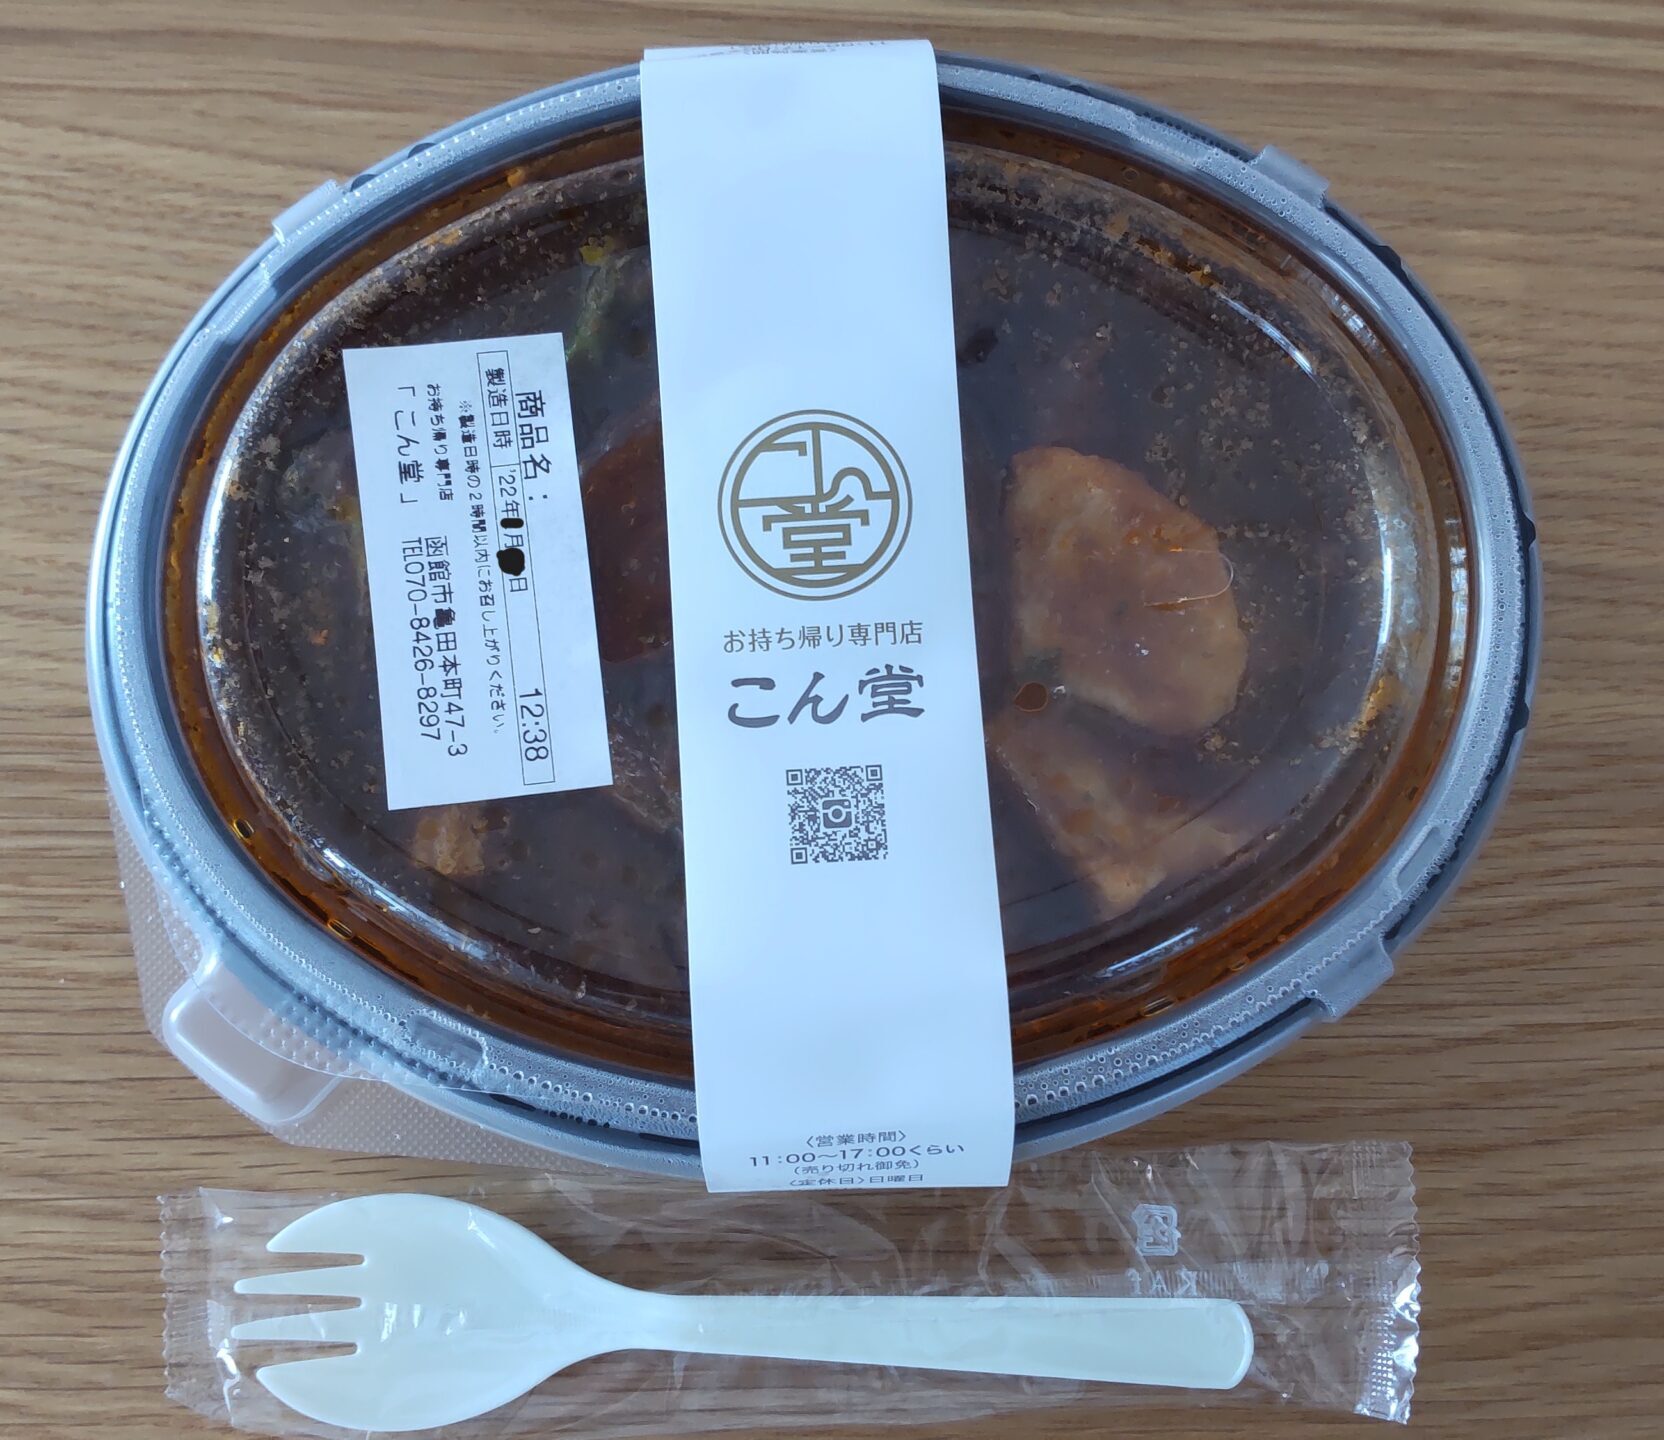 こん堂
お持ち帰り専門店
こん堂
〈営業時間〉
11:00〜17:00くらい
(売り切れ御免)
〈定休日〉日曜日
商品名:
製造日時 '22年 月 日 12:38
※製造日時の2時間以内にお召し上がりください。
お持ち帰り専門店 函館市亀田本町47-3
「こん堂」 TEL070-8426-8297